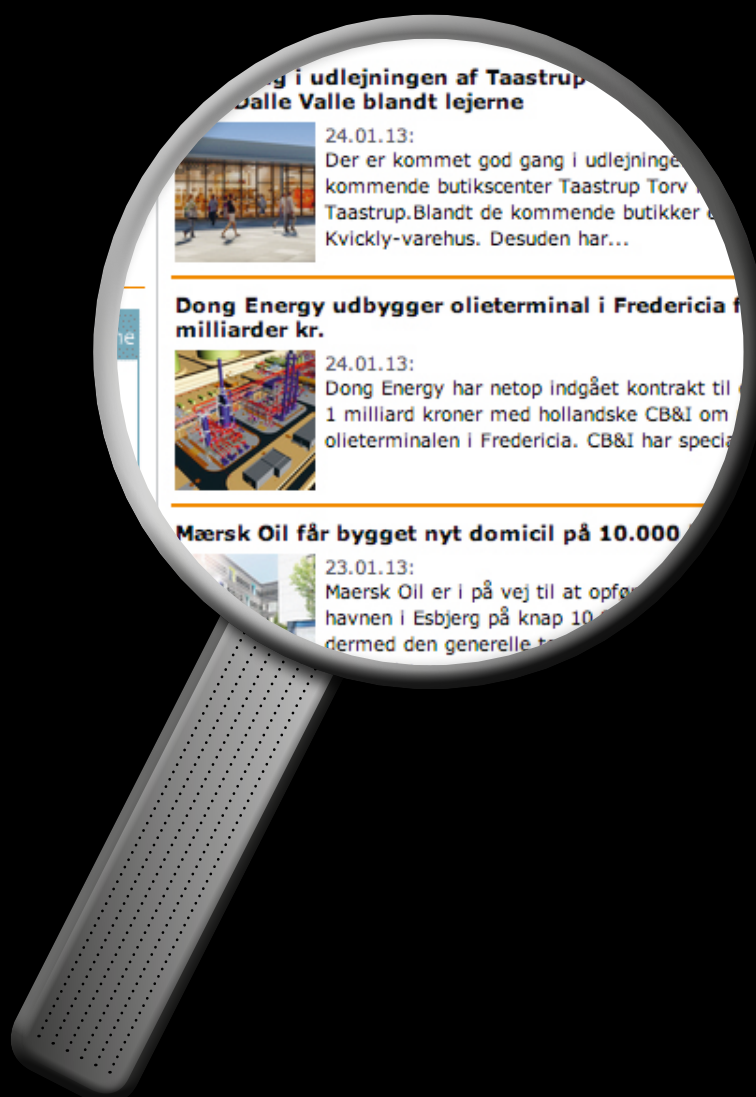 i udlejningen af Taastrup
Dalle Valle blandt lejerne
24.01.13:
Der er kommet god gang i
kommende butikscenter Taastrup Torv
Taastrup.Blandt de kommende butikker
Kvickly-varehus. Desuden har...
Dong Energy udbygger olieterminal i Fredericia
milliarder kr.
24.01.13:
Dong Energy har netop indgået kontrakt til
1 milliard kroner med hollandske CB&I om
olieterminalen i Fredericia. CB&I har
Mærsk Oil får bygget nyt domicil på 10.000
23.01.13:
Maersk Oil er i på vej til at
havnen i Esbjerg på knap
dermed den generelle